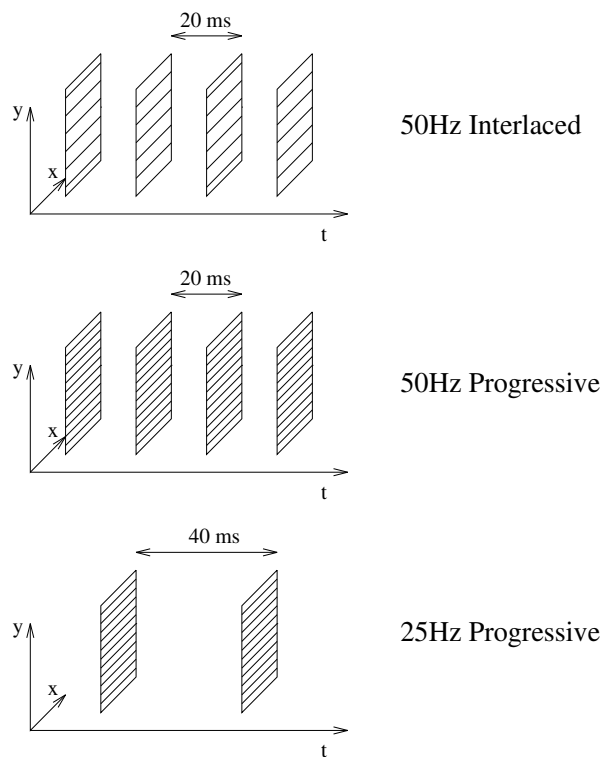 20 ms
y
x
t
50Hz Interlaced
20 ms
y
x
t
50Hz Progressive
40 ms
y
x
t
25Hz Progressive